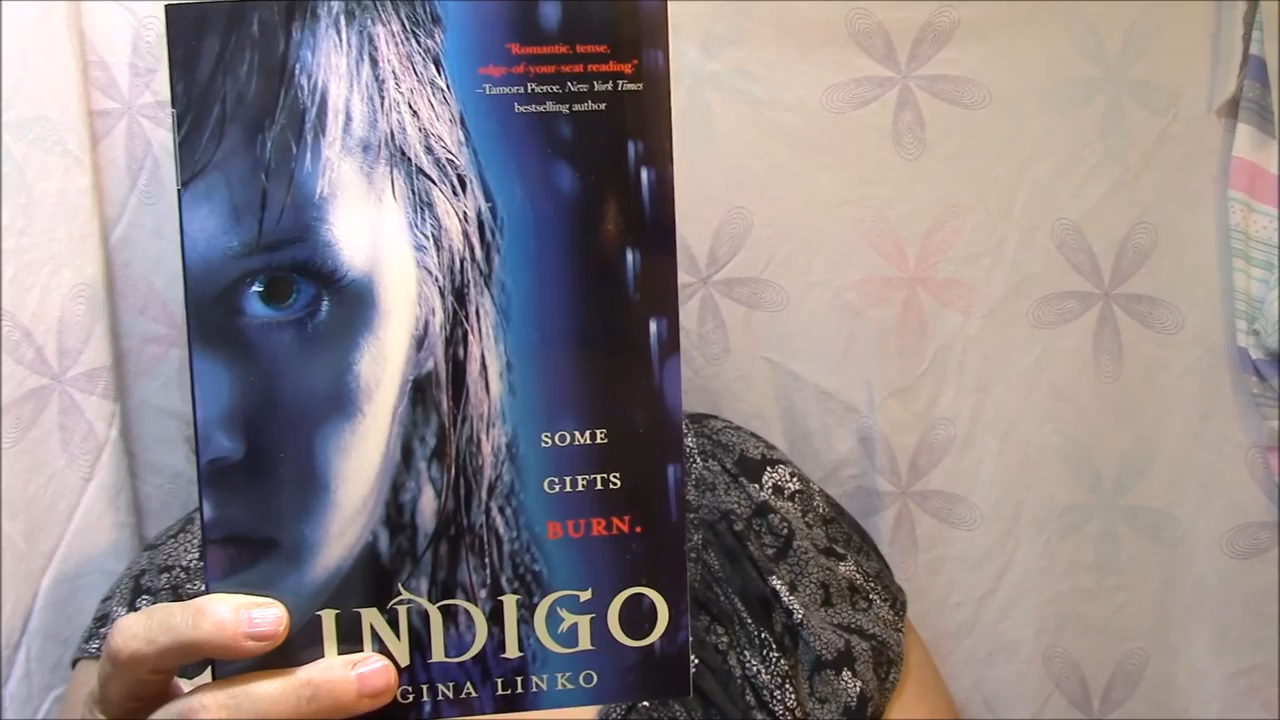 "Romantic, tense,
edge-of-your-seat reading."
–Tamora Pierce, New York Times
bestselling author
SOME
GIFTS
BURN.
INDIGO
GINA LINKO